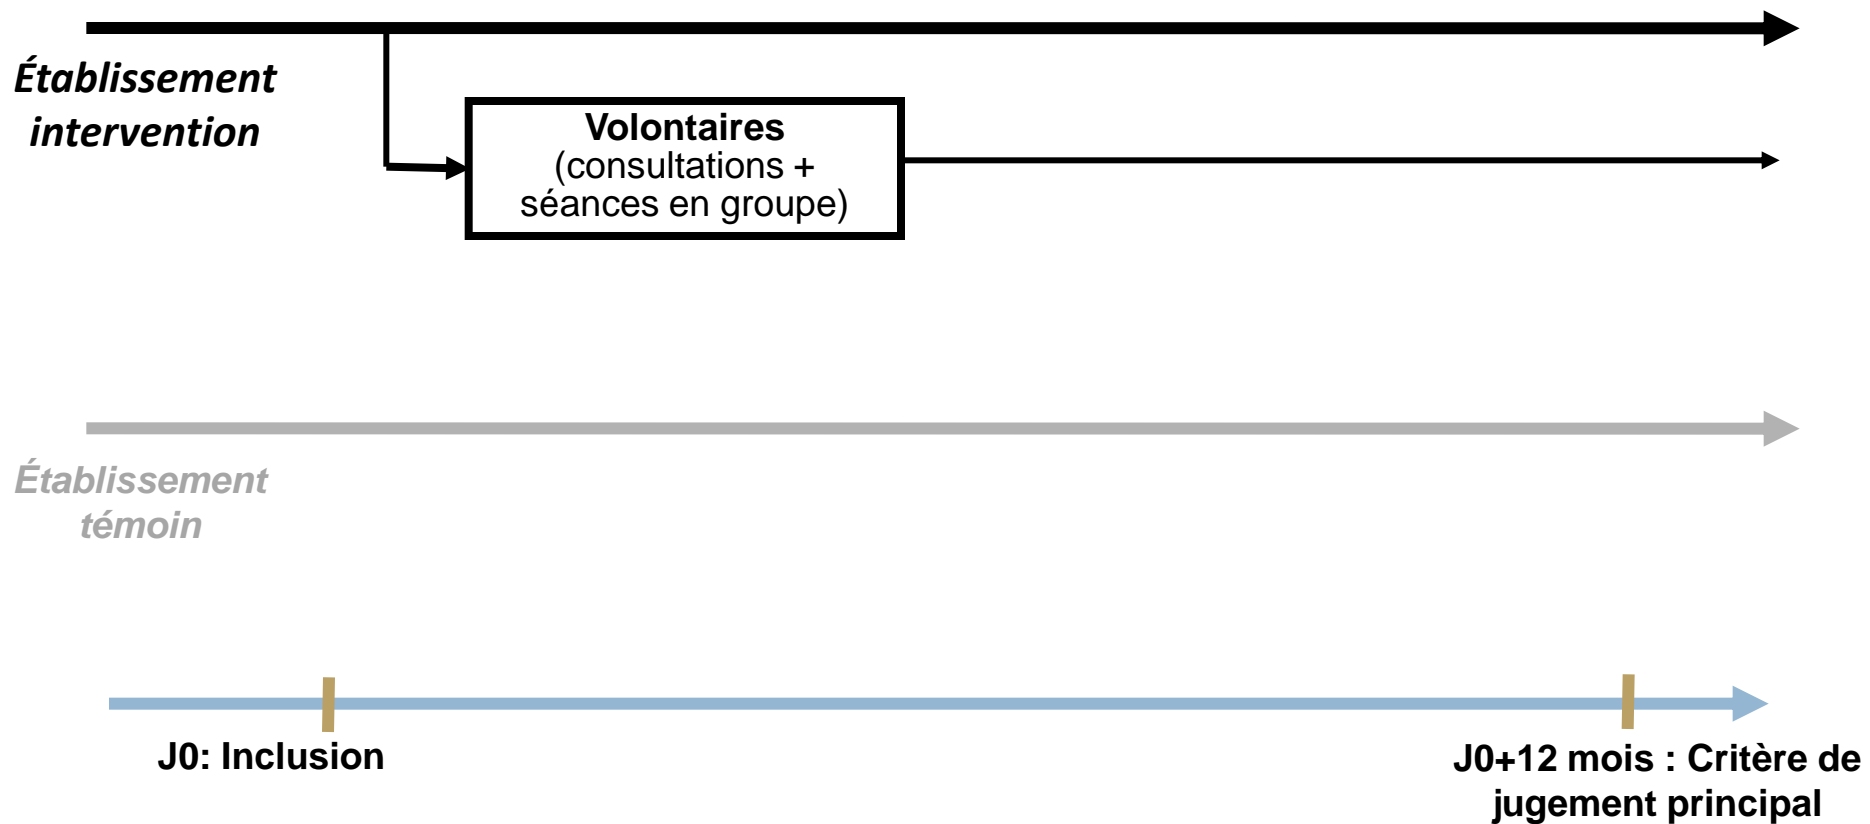 Établissement
intervention
Volontaires
(consultations +
séances en groupe)
Établissement
témoin
J0: Inclusion
J0+12 mois : Critère de
jugement principal